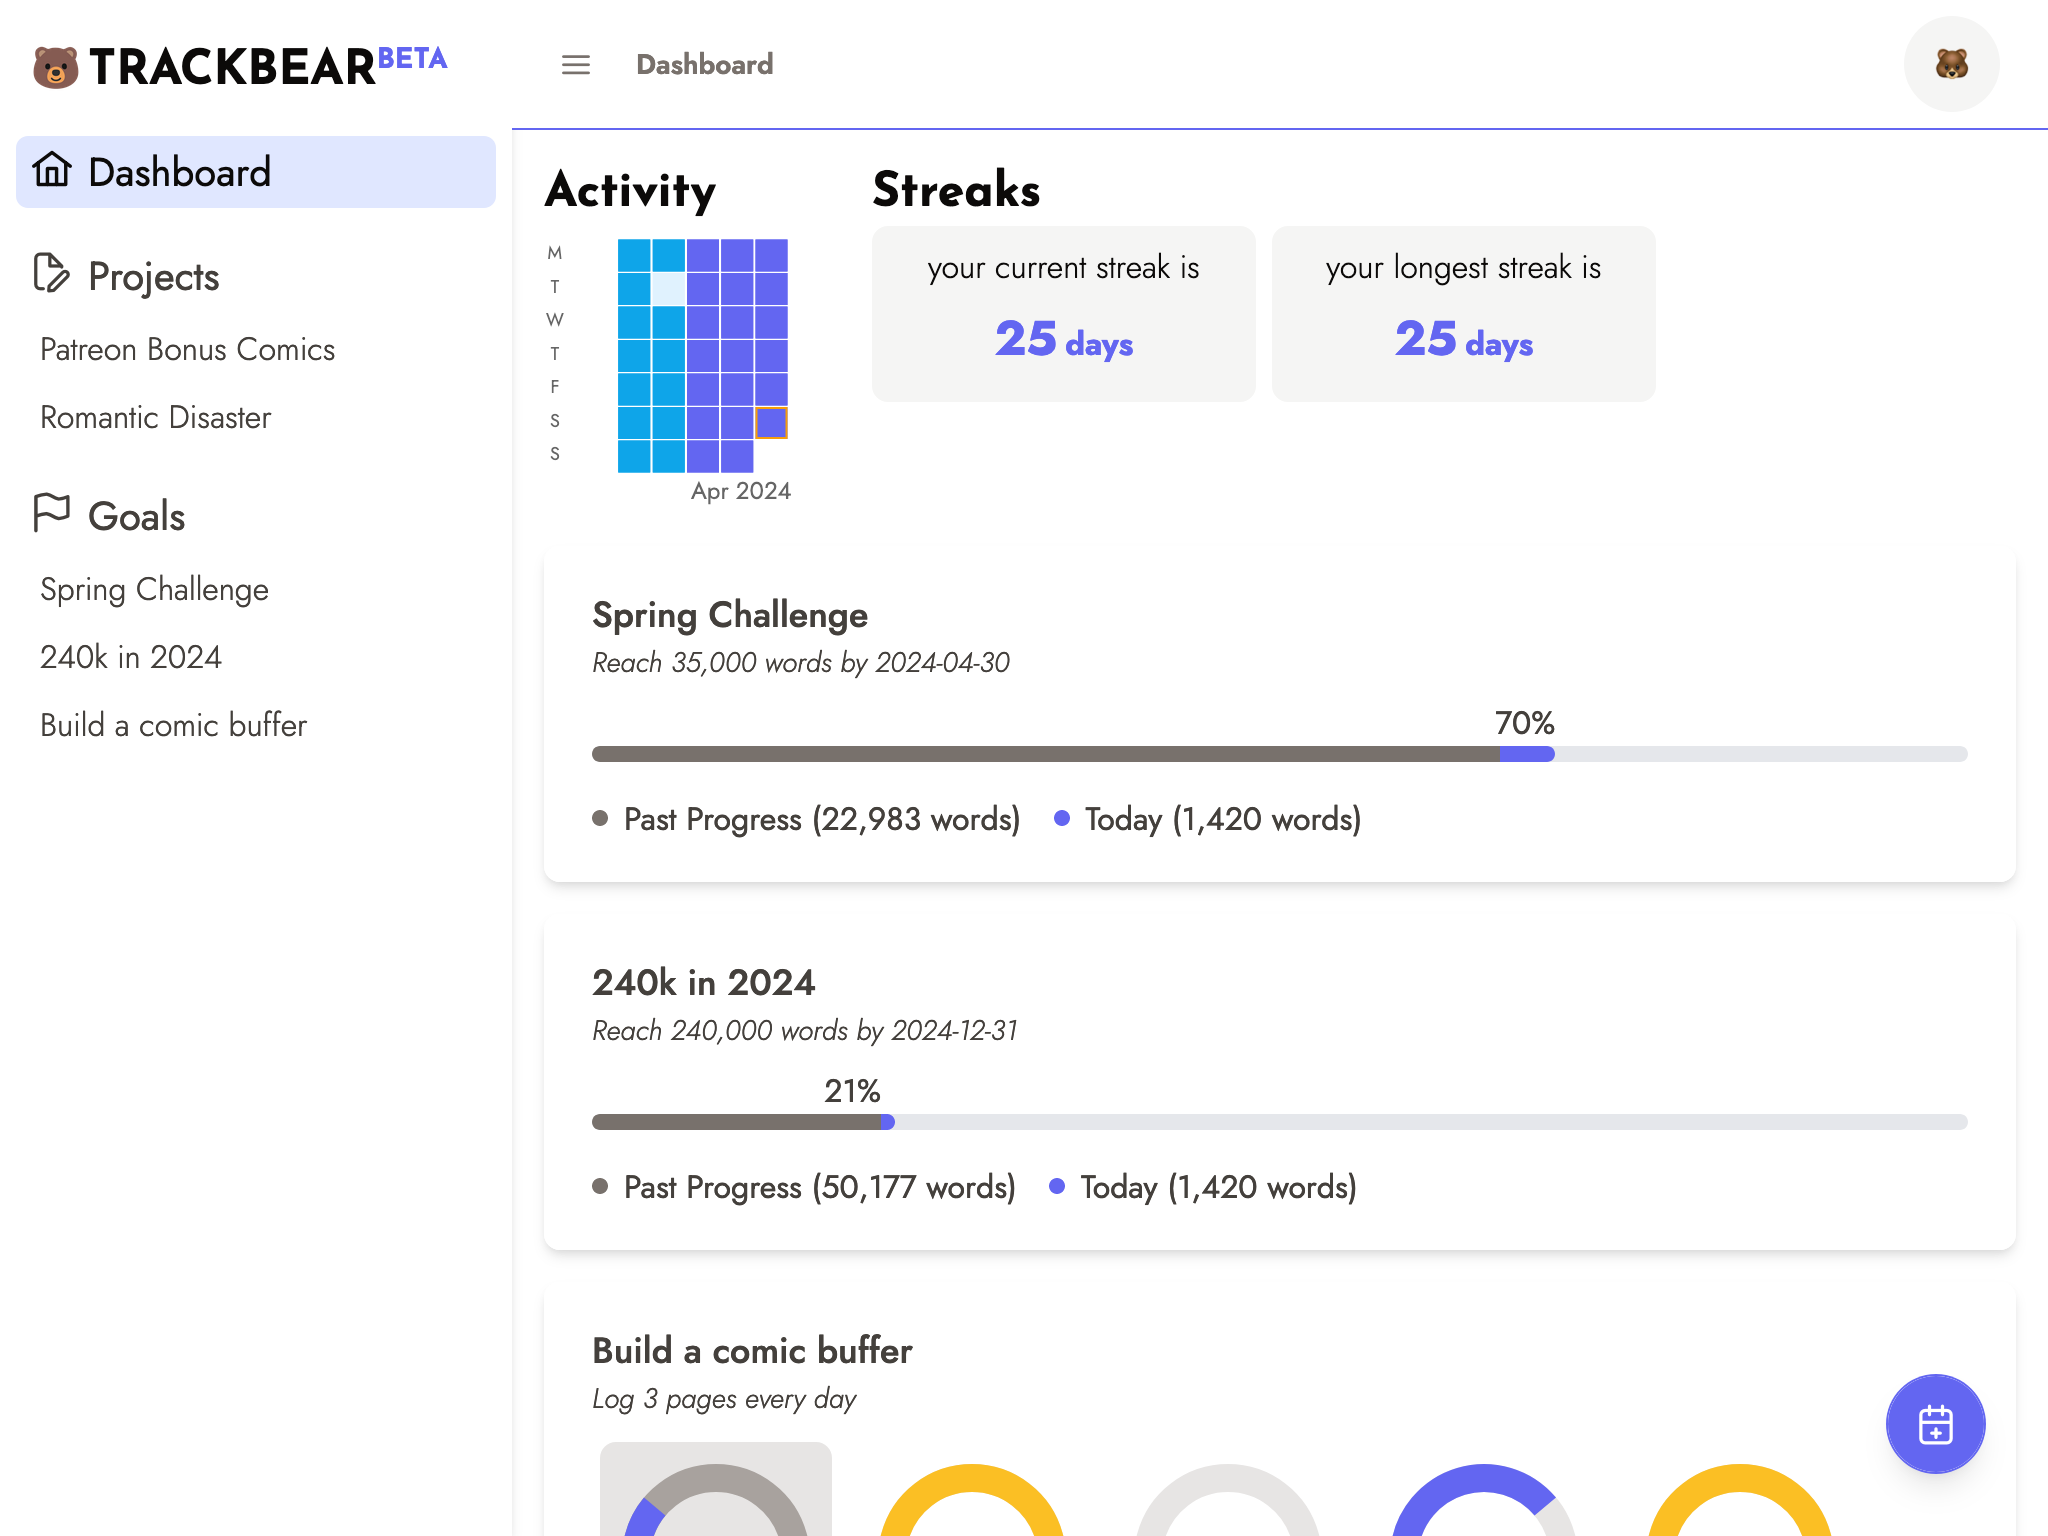 TRACKBEAR BETA
Dashboard
Projects
Patreon Bonus Comics
Romantic Disaster
Goals
Spring Challenge
240k in 2024
Build a comic buffer
Dashboard
Activity
M
T
W
T
F
S
S
Apr 2024
Streaks
your current streak is
25 days
your longest streak is
25 days
Spring Challenge
Reach 35,000 words by 2024-04-30
70%
Past Progress (22,983 words) Today (1,420 words)
240k in 2024
Reach 240,000 words by 2024-12-31
21%
Past Progress (50,177 words) Today (1,420 words)
Build a comic buffer
Log 3 pages every day